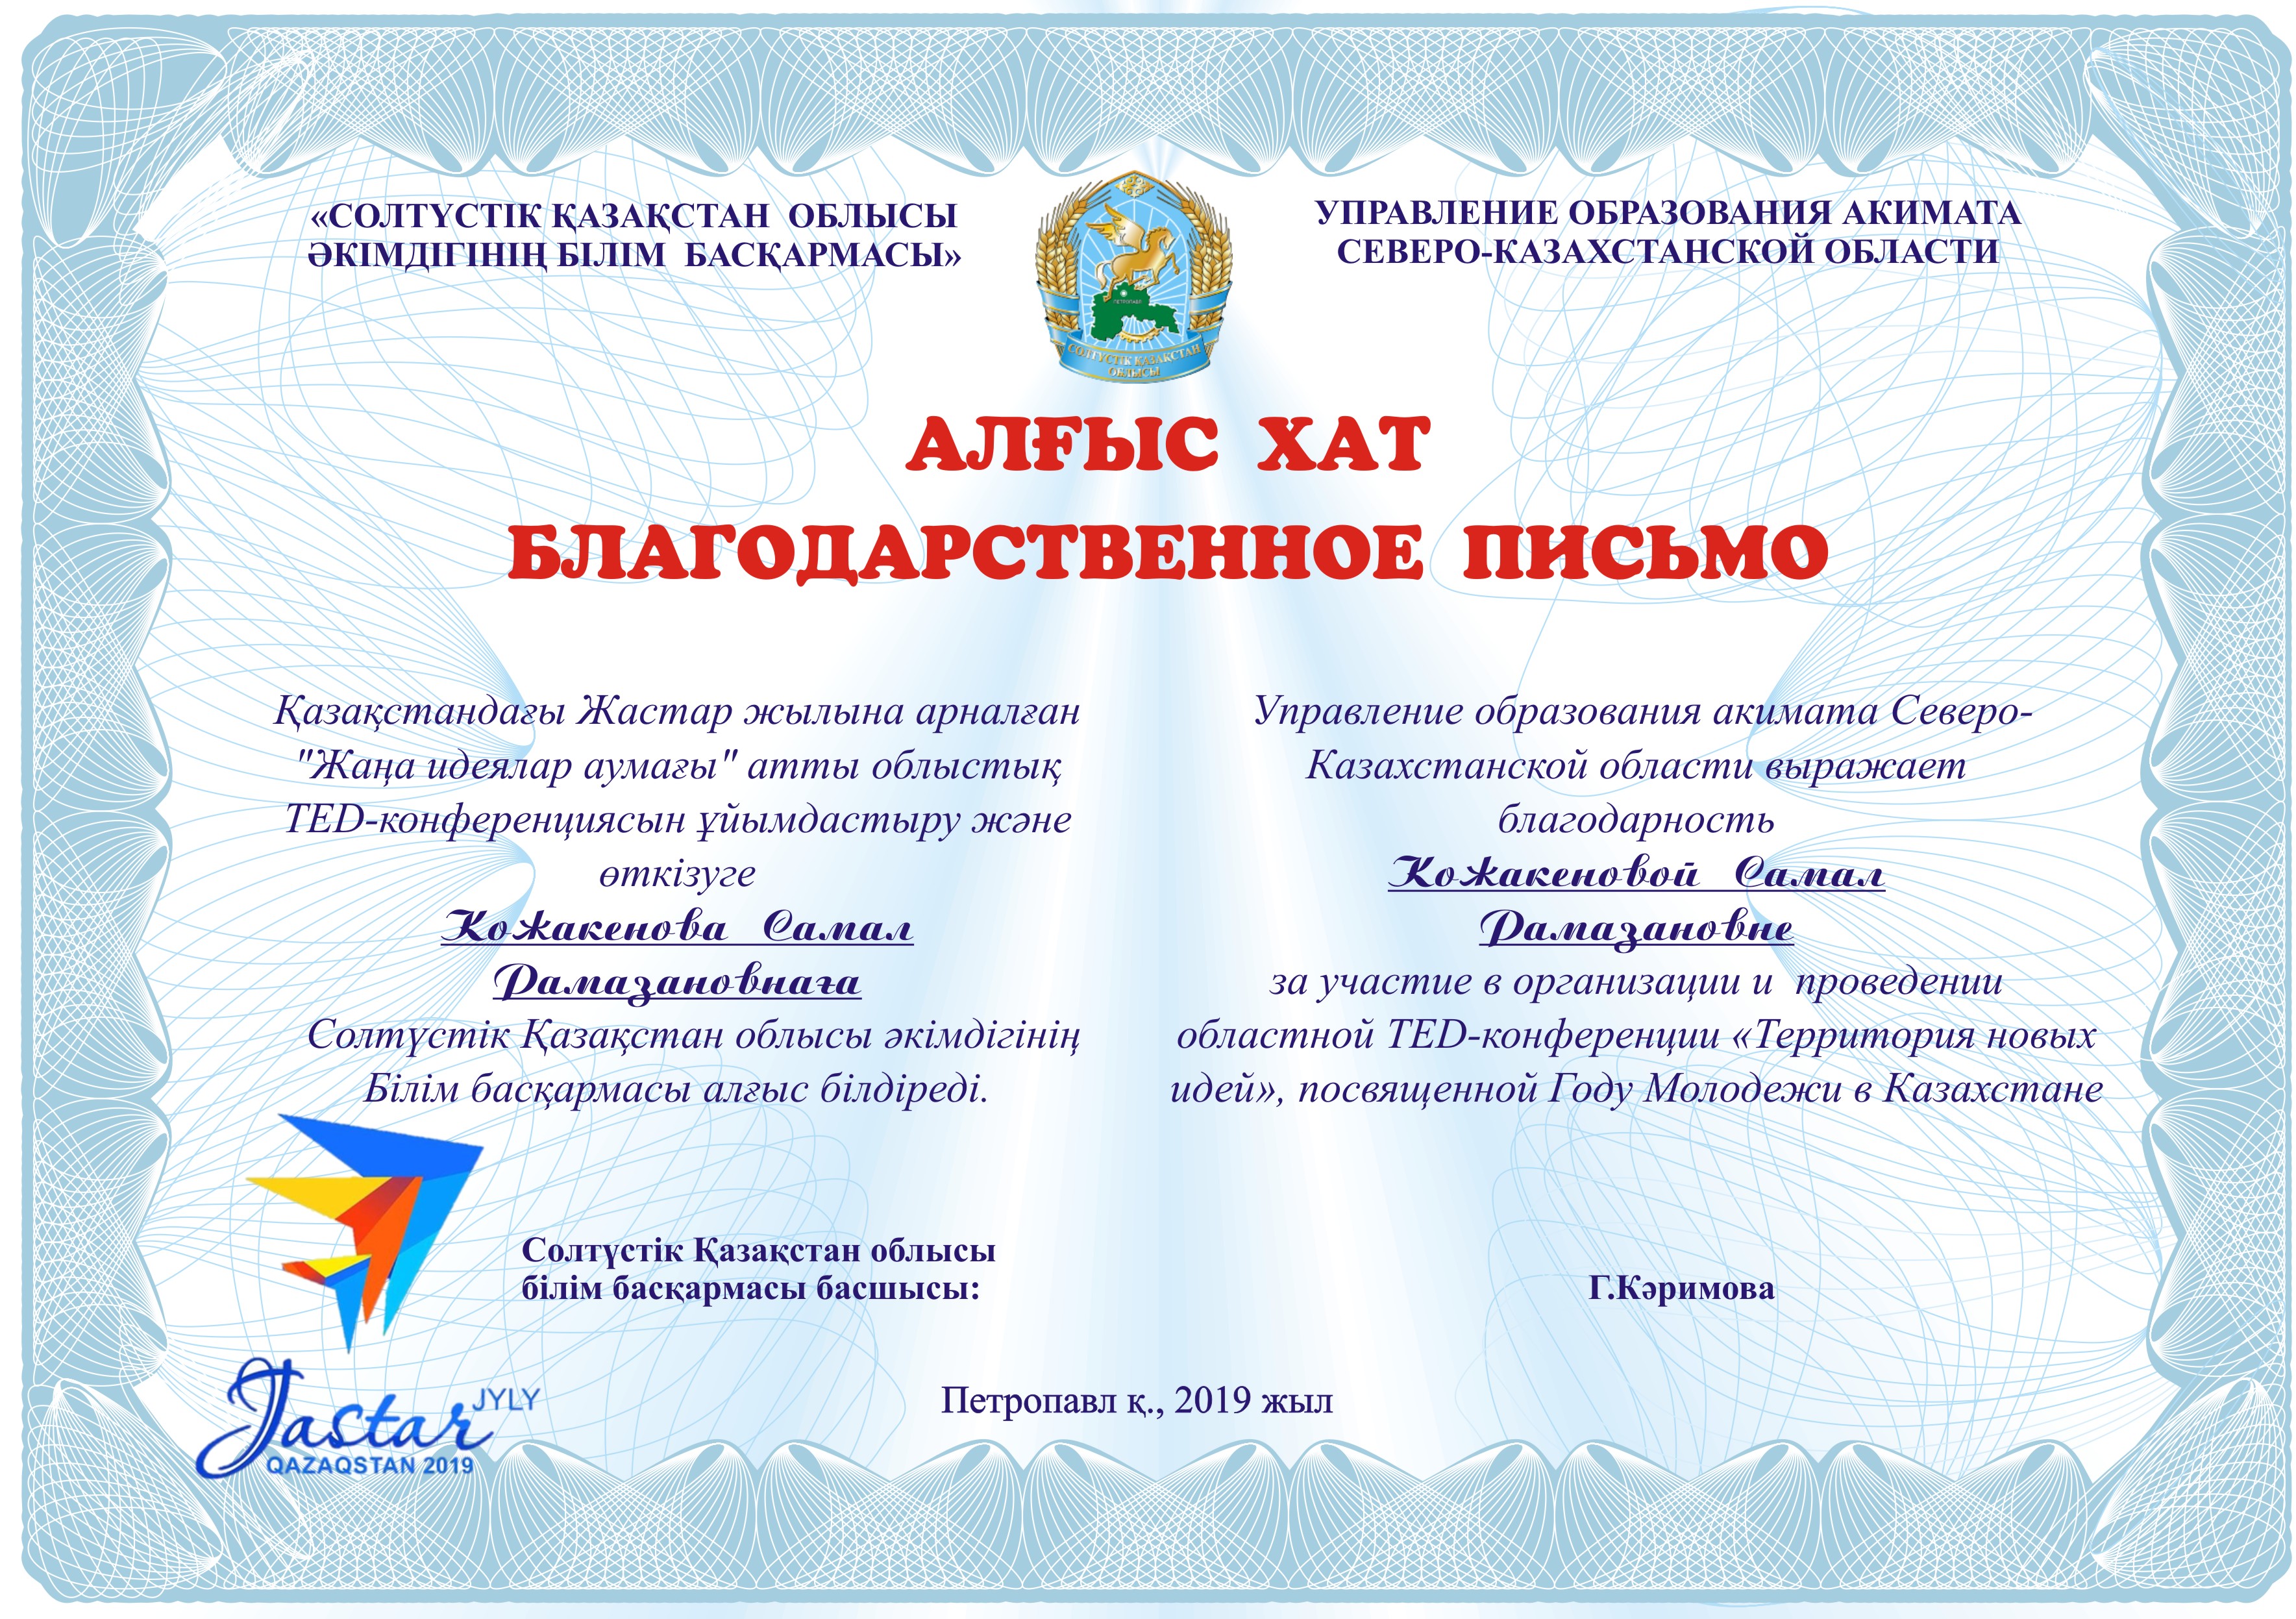 «СОЛТҮСТІК ҚАЗАҚСТАН ОБЛЫСЫ
ӘКІМДІГІНІҢ БІЛІМ БАСҚАРМАСЫ»
УПРАВЛЕНИЕ ОБРАЗОВАНИЯ АКИМАТА
СЕВЕРО-КАЗАХСТАНСКОЙ ОБЛАСТИ
ПЕТРОПАВЛ
СОЛТҮСТІК ҚАЗАҚСТАН
ОБЛЫСЫ
АЛҒЫС ХАТ
БЛАГОДАРСТВЕННОЕ ПИСЬМО
Қазақстандағы Жастар жылына арналған
"Жаңа идеялар аумағы" атты облыстық
TED-конференциясын ұйымдастыру және
өткізуге
Кожакенова Самал
Рамазановнаға
Солтүстік Қазақстан облысы әкімдігінің
Білім басқармасы алғыс білдіреді.
Управление образования акимата Северо-
Казахстанской области выражает
благодарность
Кожакеновой Самал
Рамазановне
за участие в организации и проведении
областной TED-конференции «Территория новых
идей», посвященной Году Молодежи в Казахстане
Солтүстік Қазақстан облысы
білім басқармасы басшысы:
Г.Кәримова
Jastar JYLY
QAZAQSTAN 2019
Петропавл қ., 2019 жыл